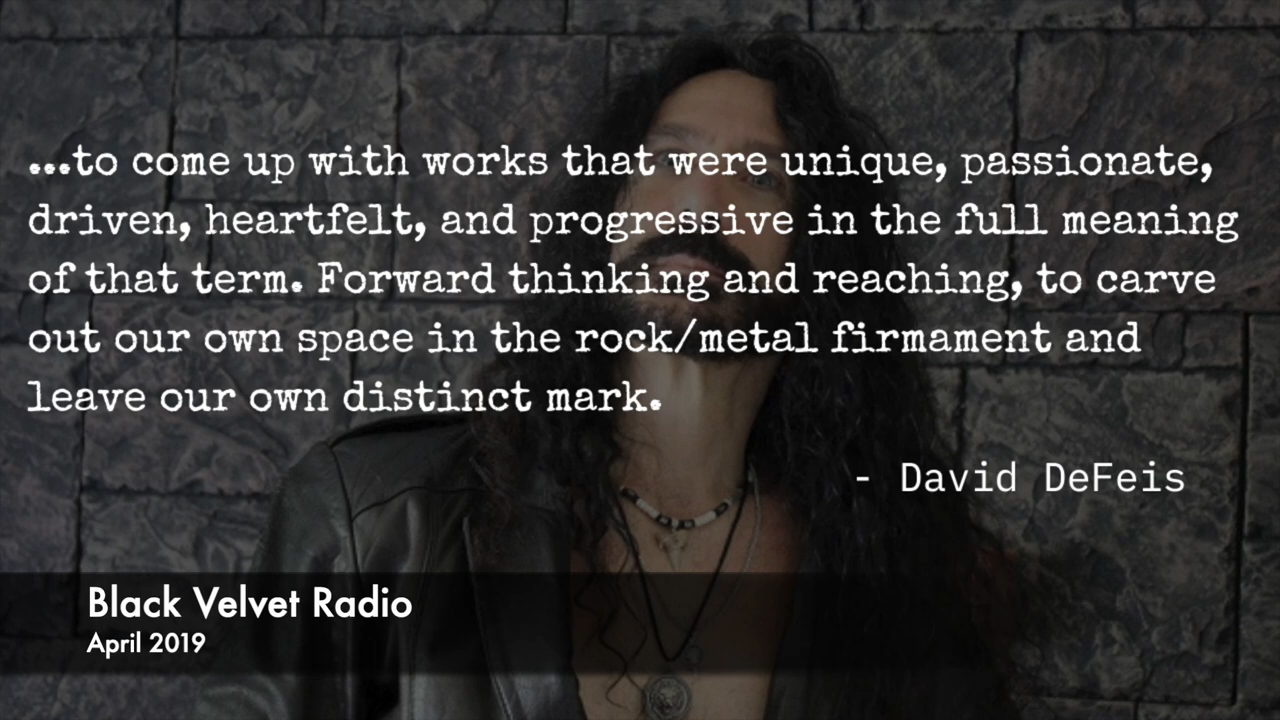 ...to come up with works that were unique, passionate,
driven, heartfelt, and progressive in the full meaning
of that term. Forward thinking and reaching, to carve
out our own space in the rock/metal firmament and
leave our own distinct mark.
- David DeFeis
Black Velvet Radio
April 2019